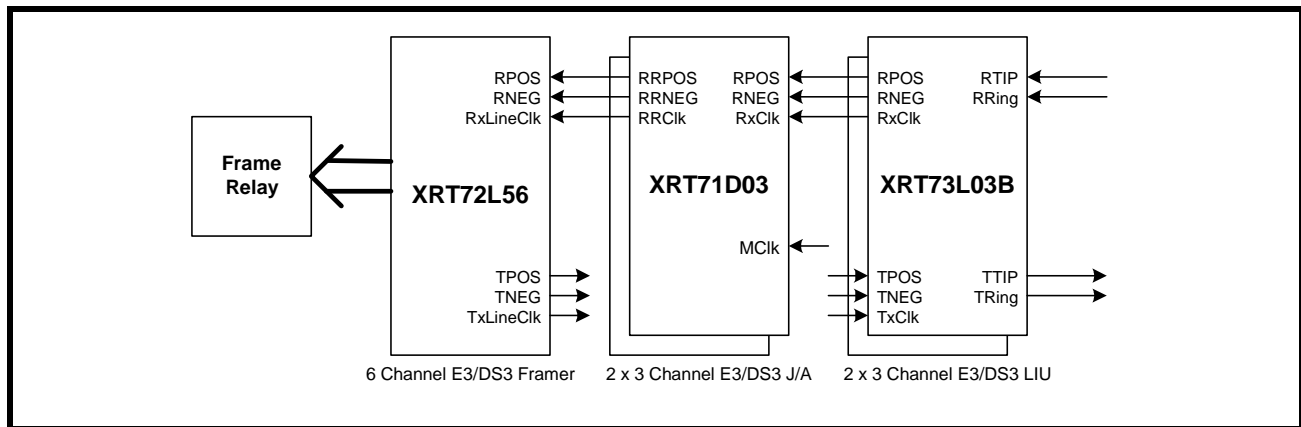 Frame
Relay
RPOS
RNEG
RxLineClk
XRT72L56
TPOS
TNEG
TxLineClk
6 Channel E3/DS3 Framer
RRPOS
RRNEG
RRClk
RPOS
RNEG
RxClk
XRT71D03
MClk
2 x 3 Channel E3/DS3 J/A
RPOS
RNEG
RxClk
RTIP
RRing
XRT73L03B
TPOS
TNEG
TxClk
TTIP
TRing
2 x 3 Channel E3/DS3 LIU